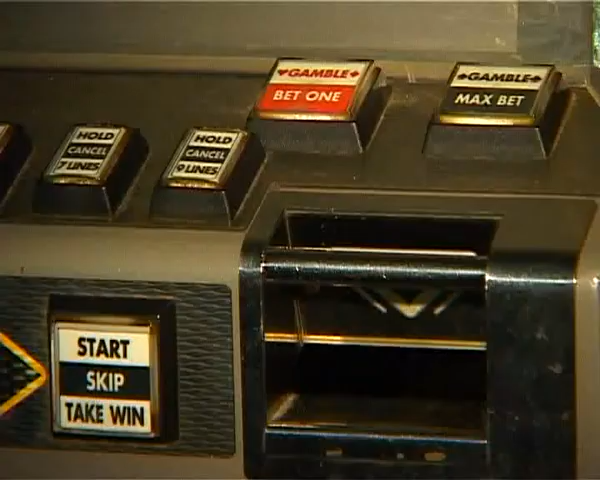 ♥GAMBLE♦
BET ONE
♠GAMBLE♣
MAX BET
HOLD
CANCEL
7 LINES
HOLD
CANCEL
9 LINES
START
SKIP
TAKE WIN